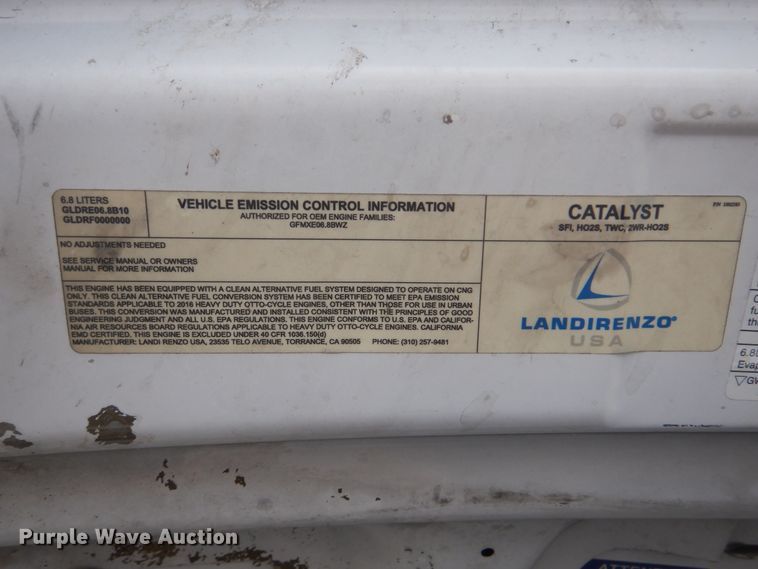 6.8 LITERS
GLDRE06.8B10
GLDRF0000000
VEHICLE EMISSION CONTROL INFORMATION
AUTHORIZED FOR OEM ENGINE FAMILIES:
GFMXE06.8BWZ
CATALYST
SFI, HO2S, TWC, 2WR-HO2S
NO ADJUSTMENTS NEEDED
SEE SERVICE MANUAL OR OWNERS
MANUAL FOR MORE INFORMATION
THIS ENGINE HAS BEEN EQUIPPED WITH A CLEAN ALTERNATIVE FUEL SYSTEM DESIGNED TO OPERATE ON CNG
ONLY. THIS CLEAN ALTERNATIVE FUEL CONVERSION SYSTEM HAS BEEN CERTIFIED TO MEET EPA EMISSION
STANDARDS APPLICABLE TO 2016 HEAVY DUTY OTTO-CYCLE ENGINES, OTHER THAN THOSE FOR USE IN URBAN
BUSES. THIS CONVERSION WAS MANUFACTURED AND INSTALLED CONSISTENT WITH THE PRINCIPLES OF GOOD
ENGINEERING JUDGMENT AND ALL U.S. EPA REGULATIONS. THIS ENGINE CONFORMS TO U.S. EPA AND CALIFOR-
NIA AIR RESOURCES BOARD REGULATIONS APPLICABLE TO HEAVY DUTY OTTO-CYCLE ENGINES. CALIFORNIA
EMD CERTIFIED. THIS ENGINE IS EXCLUDED UNDER 40 CFR 1036.150(d)
MANUFACTURER: LANDI RENZO USA, 23535 TELO AVENUE, TORRANCE, CA 90505 PHONE: (310) 257-9481
LANDIRENZO®
USA
Purple Wave Auction